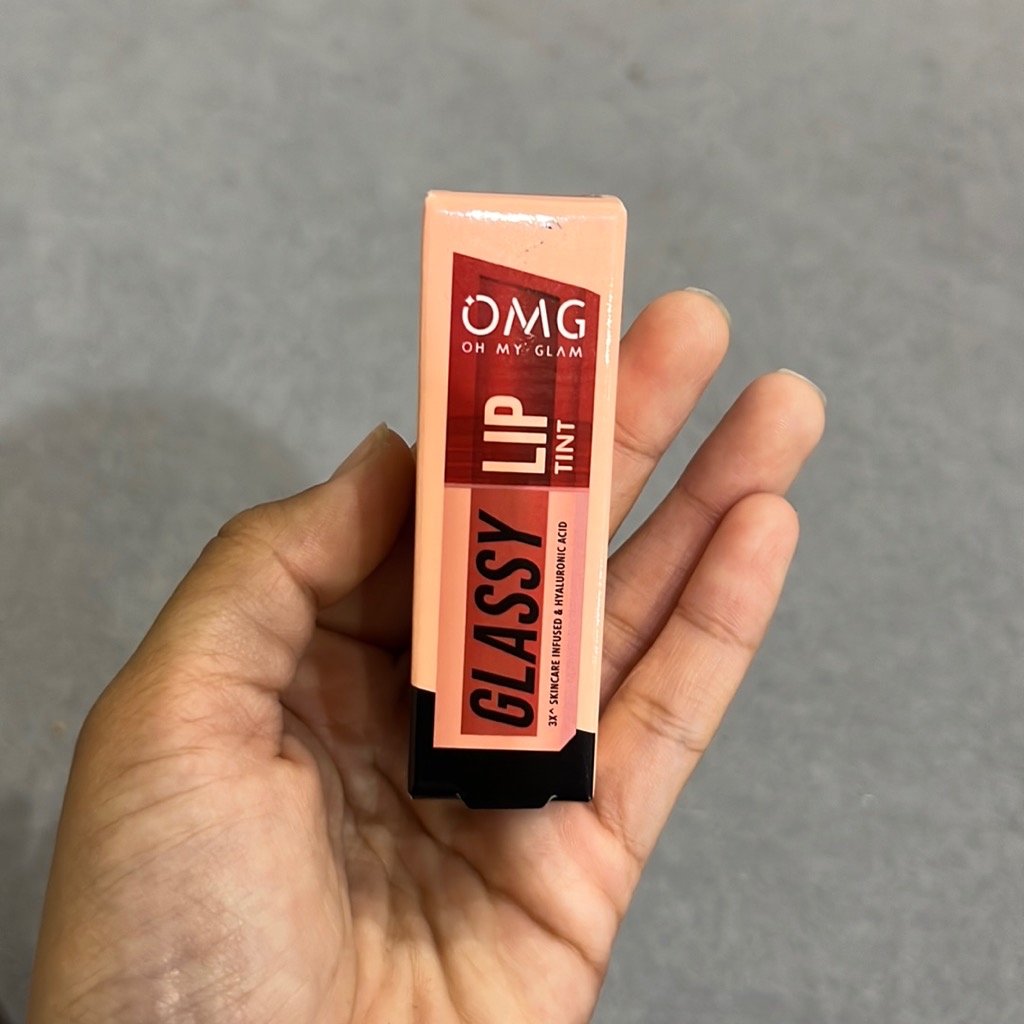 OMG
OH MY GLAM
LIP
TINT
GLASSY
3X^ SKINCARE INFUSED & HYALURONIC ACID